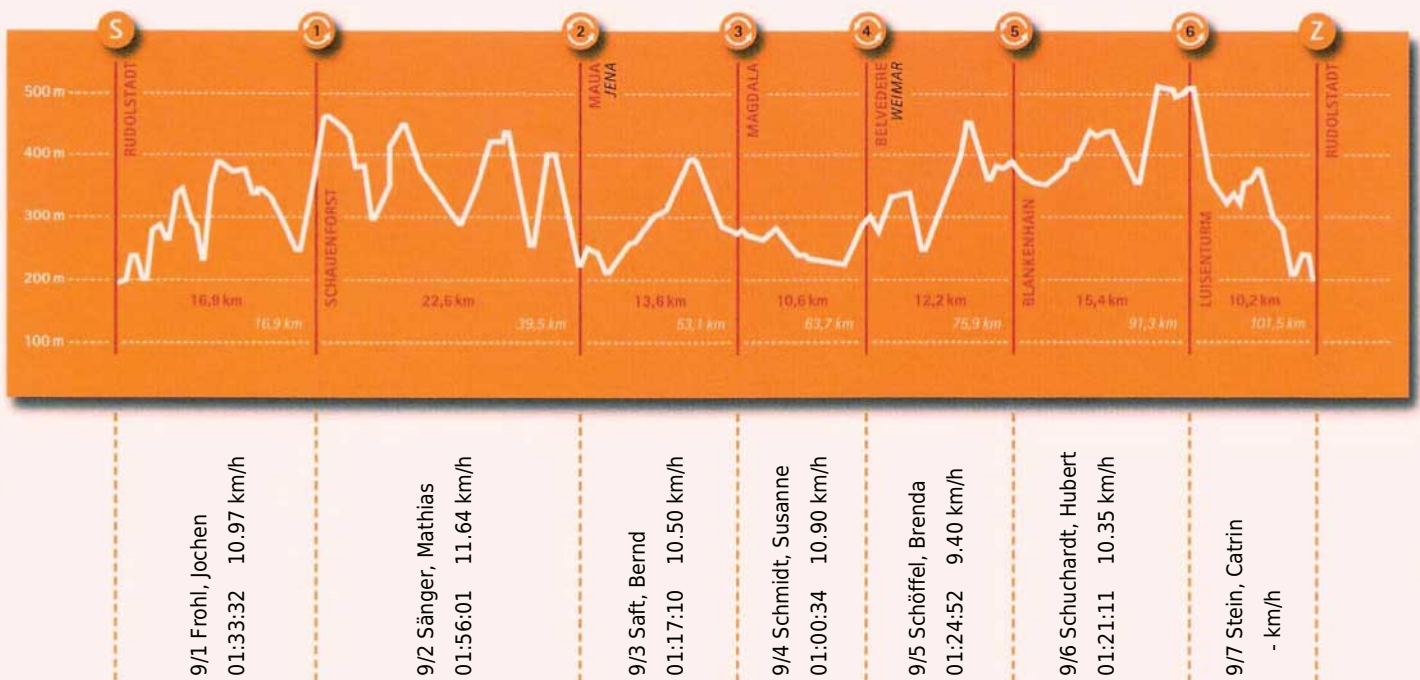 S
1
2
3
4
5
6
Z
500 m
400 m
300 m
200 m
100 m
RUDOLSTADT
SCHAUENFORST
MAUA
JENA
MAGDALA
BELVEDERE
WEIMAR
BLANKENHAIN
LUISENTURM
RUDOLSTADT
16,9 km
22,6 km
13,6 km
10,6 km
12,2 km
15,4 km
10,2 km
16,9 km
39,5 km
53,1 km
63,7 km
75,9 km
91,3 km
101,5 km
9/1 Frohl, Jochen
01:33:32 10.97 km/h
9/2 Sänger, Mathias
01:56:01 11.64 km/h
9/3 Saft, Bernd
01:17:10 10.50 km/h
9/4 Schmidt, Susanne
01:00:34 10.90 km/h
9/5 Schöffel, Brenda
01:24:52 9.40 km/h
9/6 Schuchardt, Hubert
01:21:11 10.35 km/h
9/7 Stein, Catrin
- km/h